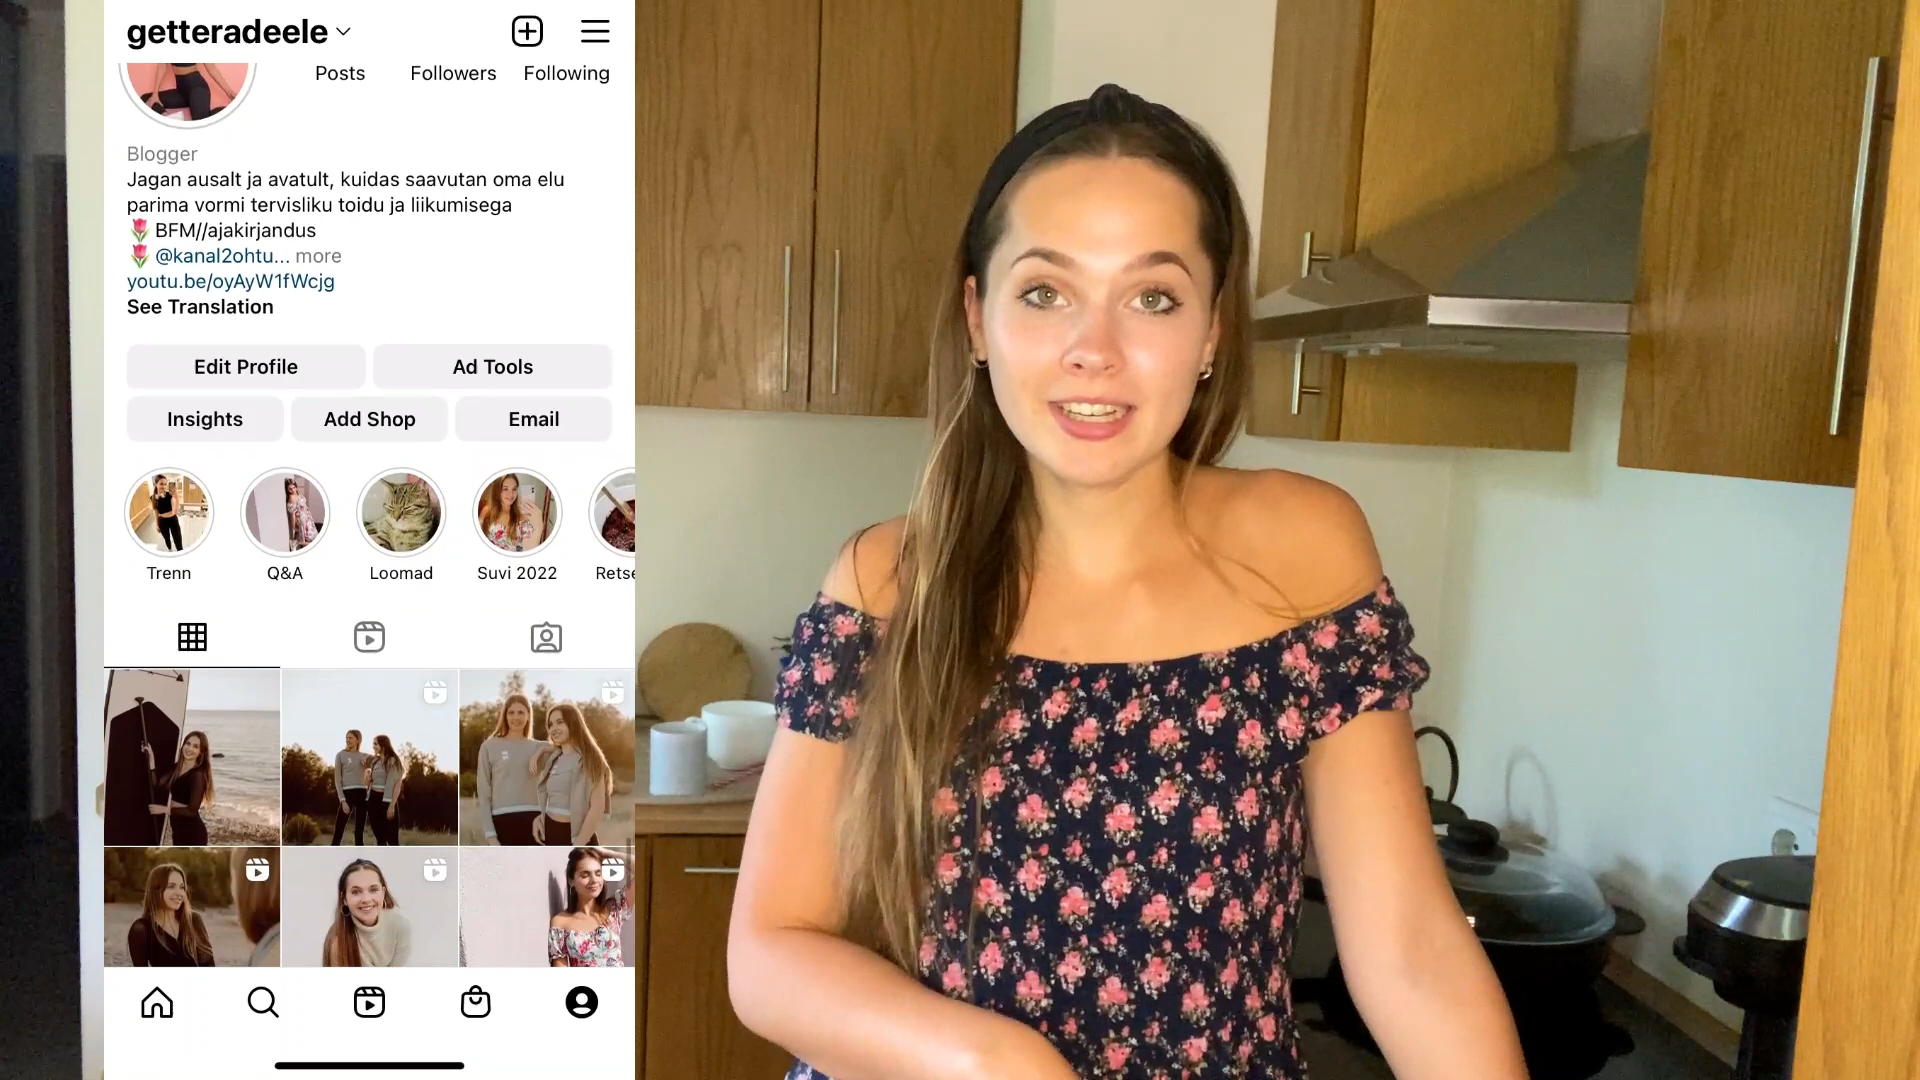 getteradeele
Posts Followers Following
Blogger
Jagan ausalt ja avatult, kuidas saavutan oma elu
parima vormi tervisliku toidu ja liikumisega
🌷BFM//ajakirjandus
🌷@kanal2ohtu... more
youtu.be/oyAyW1fWcjg
See Translation
Edit Profile Ad Tools
Insights Add Shop Email
Trenn Q&A Loomad Suvi 2022 Retse